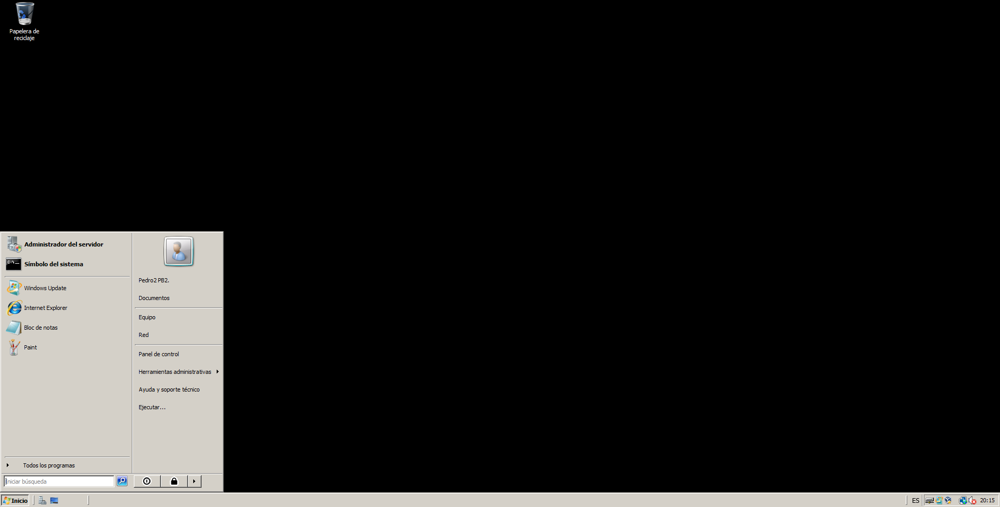 Papelera de
reciclaje
Administrador del servidor
Símbolo del sistema
Windows Update
Internet Explorer
Bloc de notas
Paint
Todos los programas
Iniciar búsqueda
Pedro2 PB2.
Documentos
Equipo
Red
Panel de control
Herramientas administrativas
Ayuda y soporte técnico
Ejecutar...
Inicio
ES
20:15